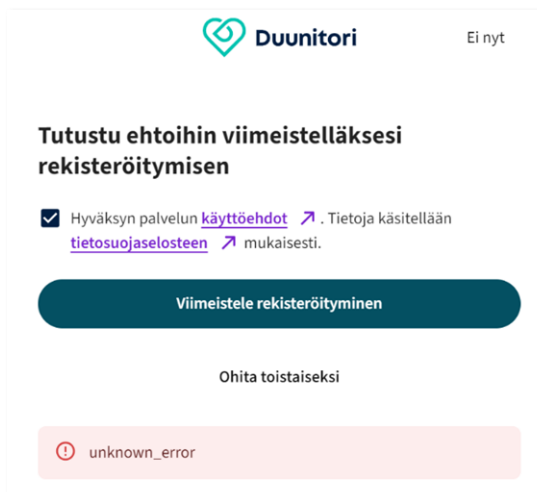 Duunitori
Ei nyt
Tutustu ehtoihin viimeistelläksesi
rekisteröitymisen
Hyväksyn palvelun käyttöehdot . Tietoja käsitellään
tietosuojaselosteen mukaisesti.
Viimeistele rekisteröityminen
Ohita toistaiseksi
unknown_error